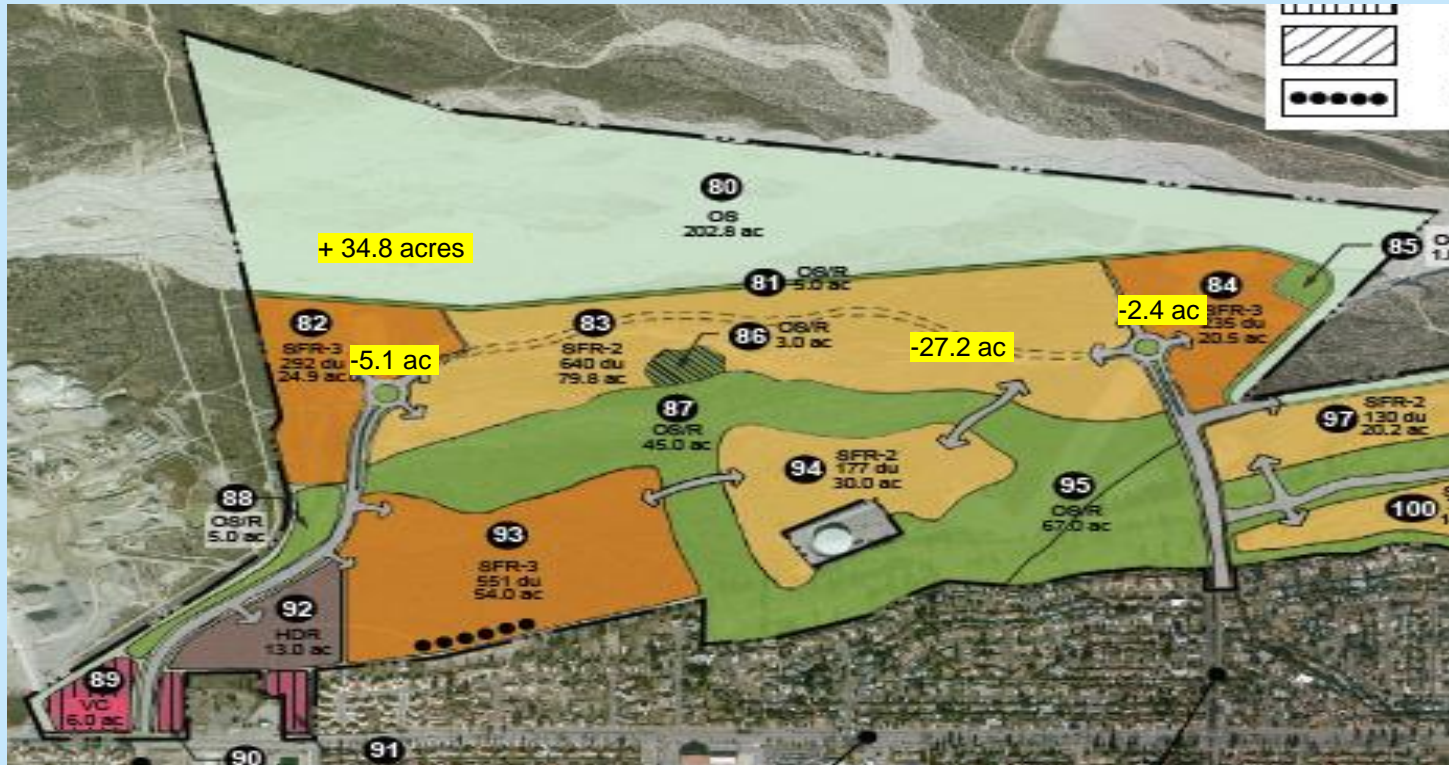 80
OS
202.8 ac
+ 34.8 acres
85
81
OS/R
5.0 ac
84
SFR-3
235 du
20.5 ac
-2.4 ac
82
SFR-3
292 du
24.9 ac
-5.1 ac
83
SFR-2
640 du
79.8 ac
86
OS/R
3.0 ac
-27.2 ac
87
OS/R
45.0 ac
97
SFR-2
130 du
20.2 ac
94
SFR-2
177 du
30.0 ac
88
OS/R
5.0 ac
95
OS/R
67.0 ac
100
93
SFR-3
551 du
54.0 ac
92
HDR
13.0 ac
89
VC
6.0 ac
90
91